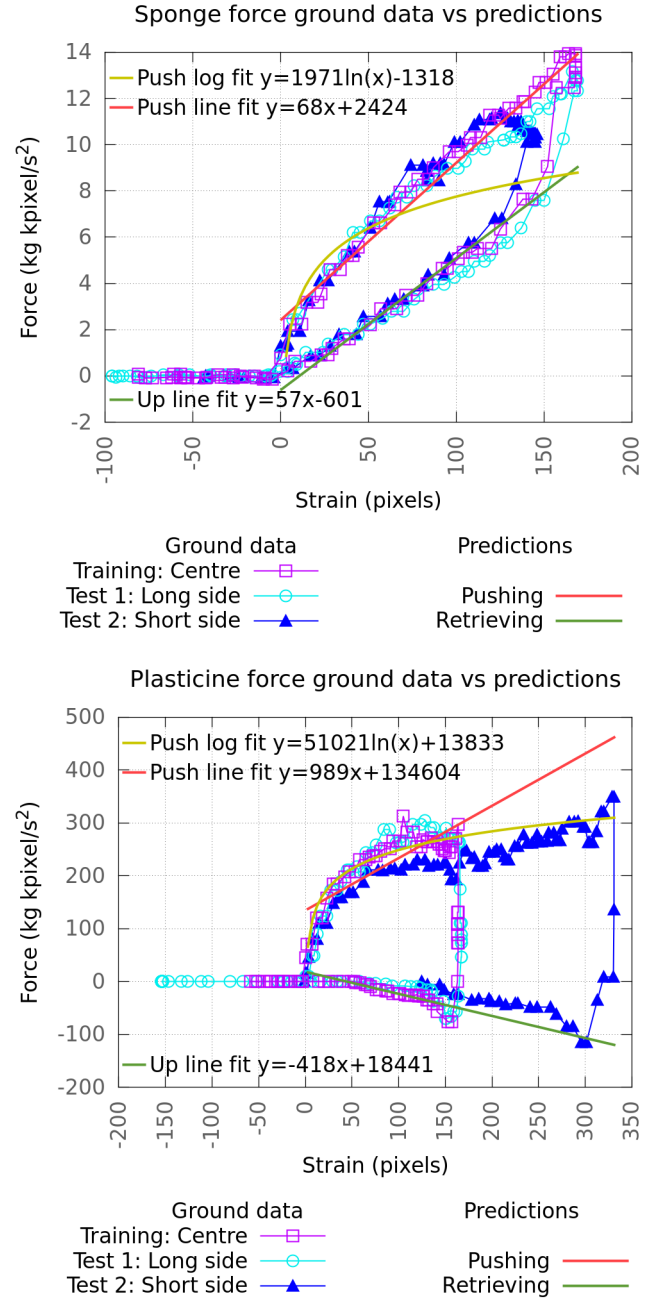 Sponge force ground data vs predictions
14
12
10
8
6
4
2
0
-2
Force (kg kpixel/s²)
Push log fit y=1971ln(x)-1318
Push line fit y=68x+2424
Up line fit y=57x-601
-100
-50
0
50
100
150
200
Strain (pixels)
Ground data
Predictions
Training: Centre
Test 1: Long side
Pushing
Test 2: Short side
Retrieving
Plasticine force ground data vs predictions
500
400
300
200
100
0
-100
-200
Force (kg kpixel/s²)
Push log fit y=51021ln(x)+13833
Push line fit y=989x+134604
Up line fit y=-418x+18441
-200
-150
-100
-50
0
50
100
150
200
250
300
350
Strain (pixels)
Ground data
Predictions
Training: Centre
Test 1: Long side
Pushing
Test 2: Short side
Retrieving